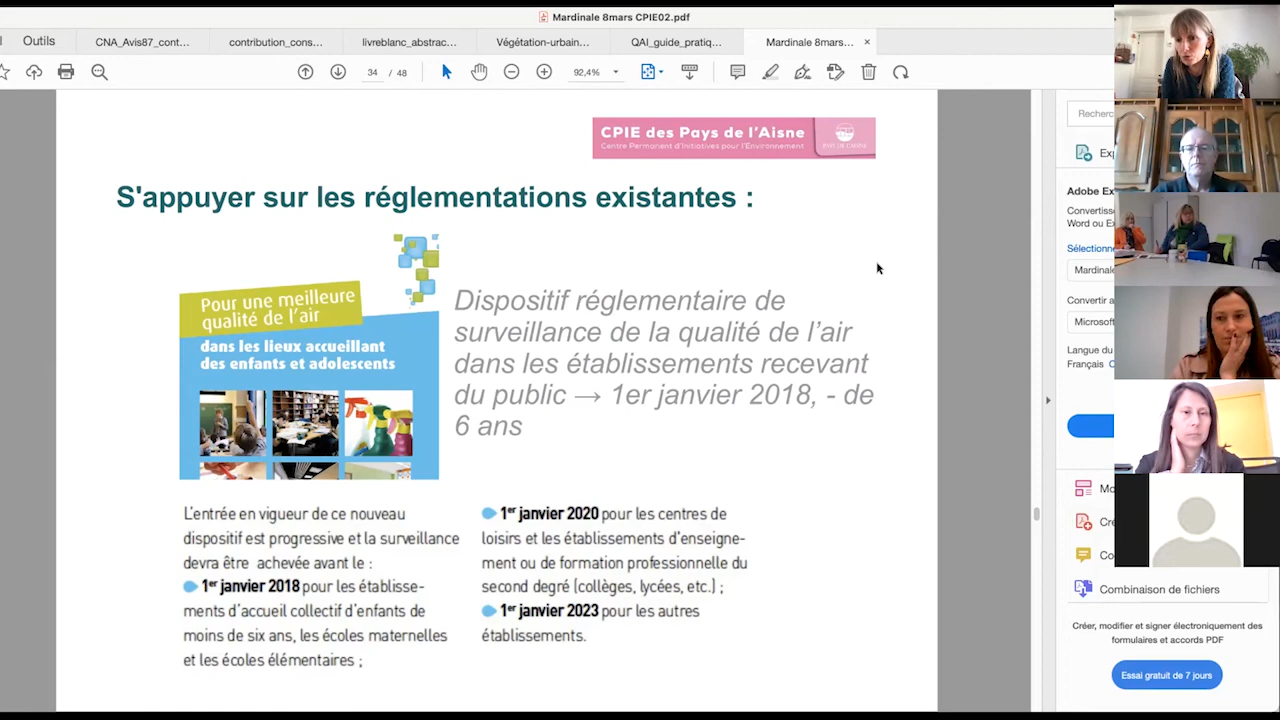 Mardinale 8mars CPIE02.pdf
Outils
CNA_Avis87_cont...
contribution_cons...
livreblanc_abstrac...
Végétation-urbain...
QAI_guide_pratiq...
Mardinale 8mars...
34 / 48
92,4%
CPIE des Pays de l'Aisne
Centre Permanent d'Initiatives pour l'Environnement
S'appuyer sur les réglementations existantes :
Pour une meilleure
qualité de l'air
dans les lieux accueillant
des enfants et adolescents
Dispositif réglementaire de
surveillance de la qualité de l'air
dans les établissements recevant
du public → 1er janvier 2018, - de
6 ans
L'entrée en vigueur de ce nouveau
dispositif est progressive et la surveillance
devra être achevée avant le :
1er janvier 2018 pour les établisse-
ments d'accueil collectif d'enfants de
moins de six ans, les écoles maternelles
et les écoles élémentaires ;
1er janvier 2020 pour les centres de
loisirs et les établissements d'enseigne-
ment ou de formation professionnelle du
second degré (collèges, lycées, etc.) ;
1er janvier 2023 pour les autres
établissements.
Recherc
Exp
Adobe Ex
Convertiss
Word ou Ex
Sélectionne
Mardinale
Convertir a
Microsoft
Langue du
Français
Mo
Cré
Co
Combinaison de fichiers
Créer, modifier et signer électroniquement des
formulaires et accords PDF
Essai gratuit de 7 jours